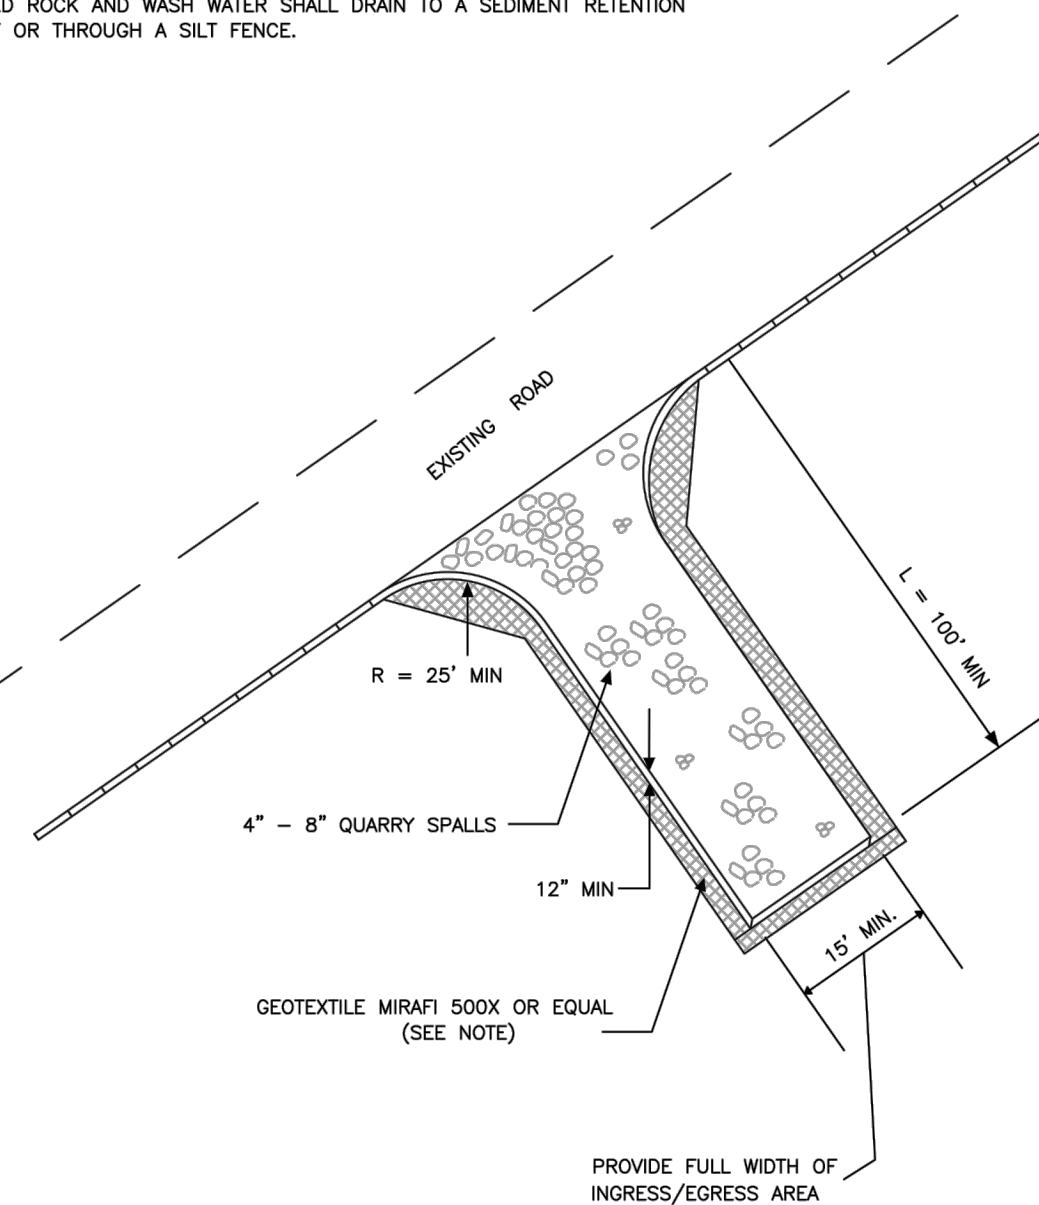 ROCK AND WASH WATER SHALL DRAIN TO A SEDIMENT RETENTION
OR THROUGH A SILT FENCE.
EXISTING ROAD
R = 25' MIN
L = 100' MIN
4" – 8" QUARRY SPALLS
12" MIN
15' MIN.
GEOTEXTILE MIRAFI 500X OR EQUAL
(SEE NOTE)
PROVIDE FULL WIDTH OF
INGRESS/EGRESS AREA